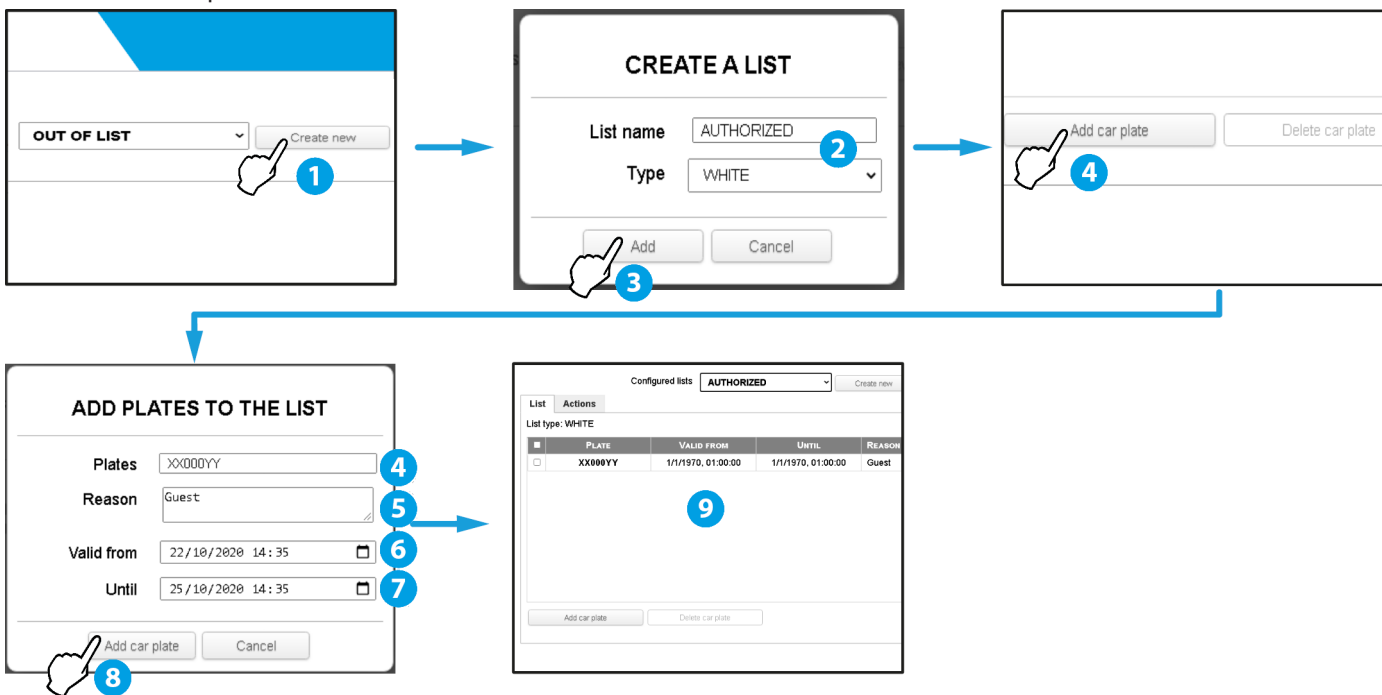 OUT OF LIST
Create new
1
CREATE A LIST
List name AUTHORIZED
2
Type WHITE
Add Cancel
3
Add car plate Delete car plate
4
ADD PLATES TO THE LIST
Plates XX000YY
4
Reason Guest
5
Valid from 22/10/2020 14:35
6
Until 25/10/2020 14:35
7
Add car plate Cancel
8
Configured lists AUTHORIZED Create new
List Actions
List type: WHITE
PLATE VALID FROM UNTIL REASON
XX000YY 1/1/1970, 01:00:00 1/1/1970, 01:00:00 Guest
9
Add car plate Delete car plate